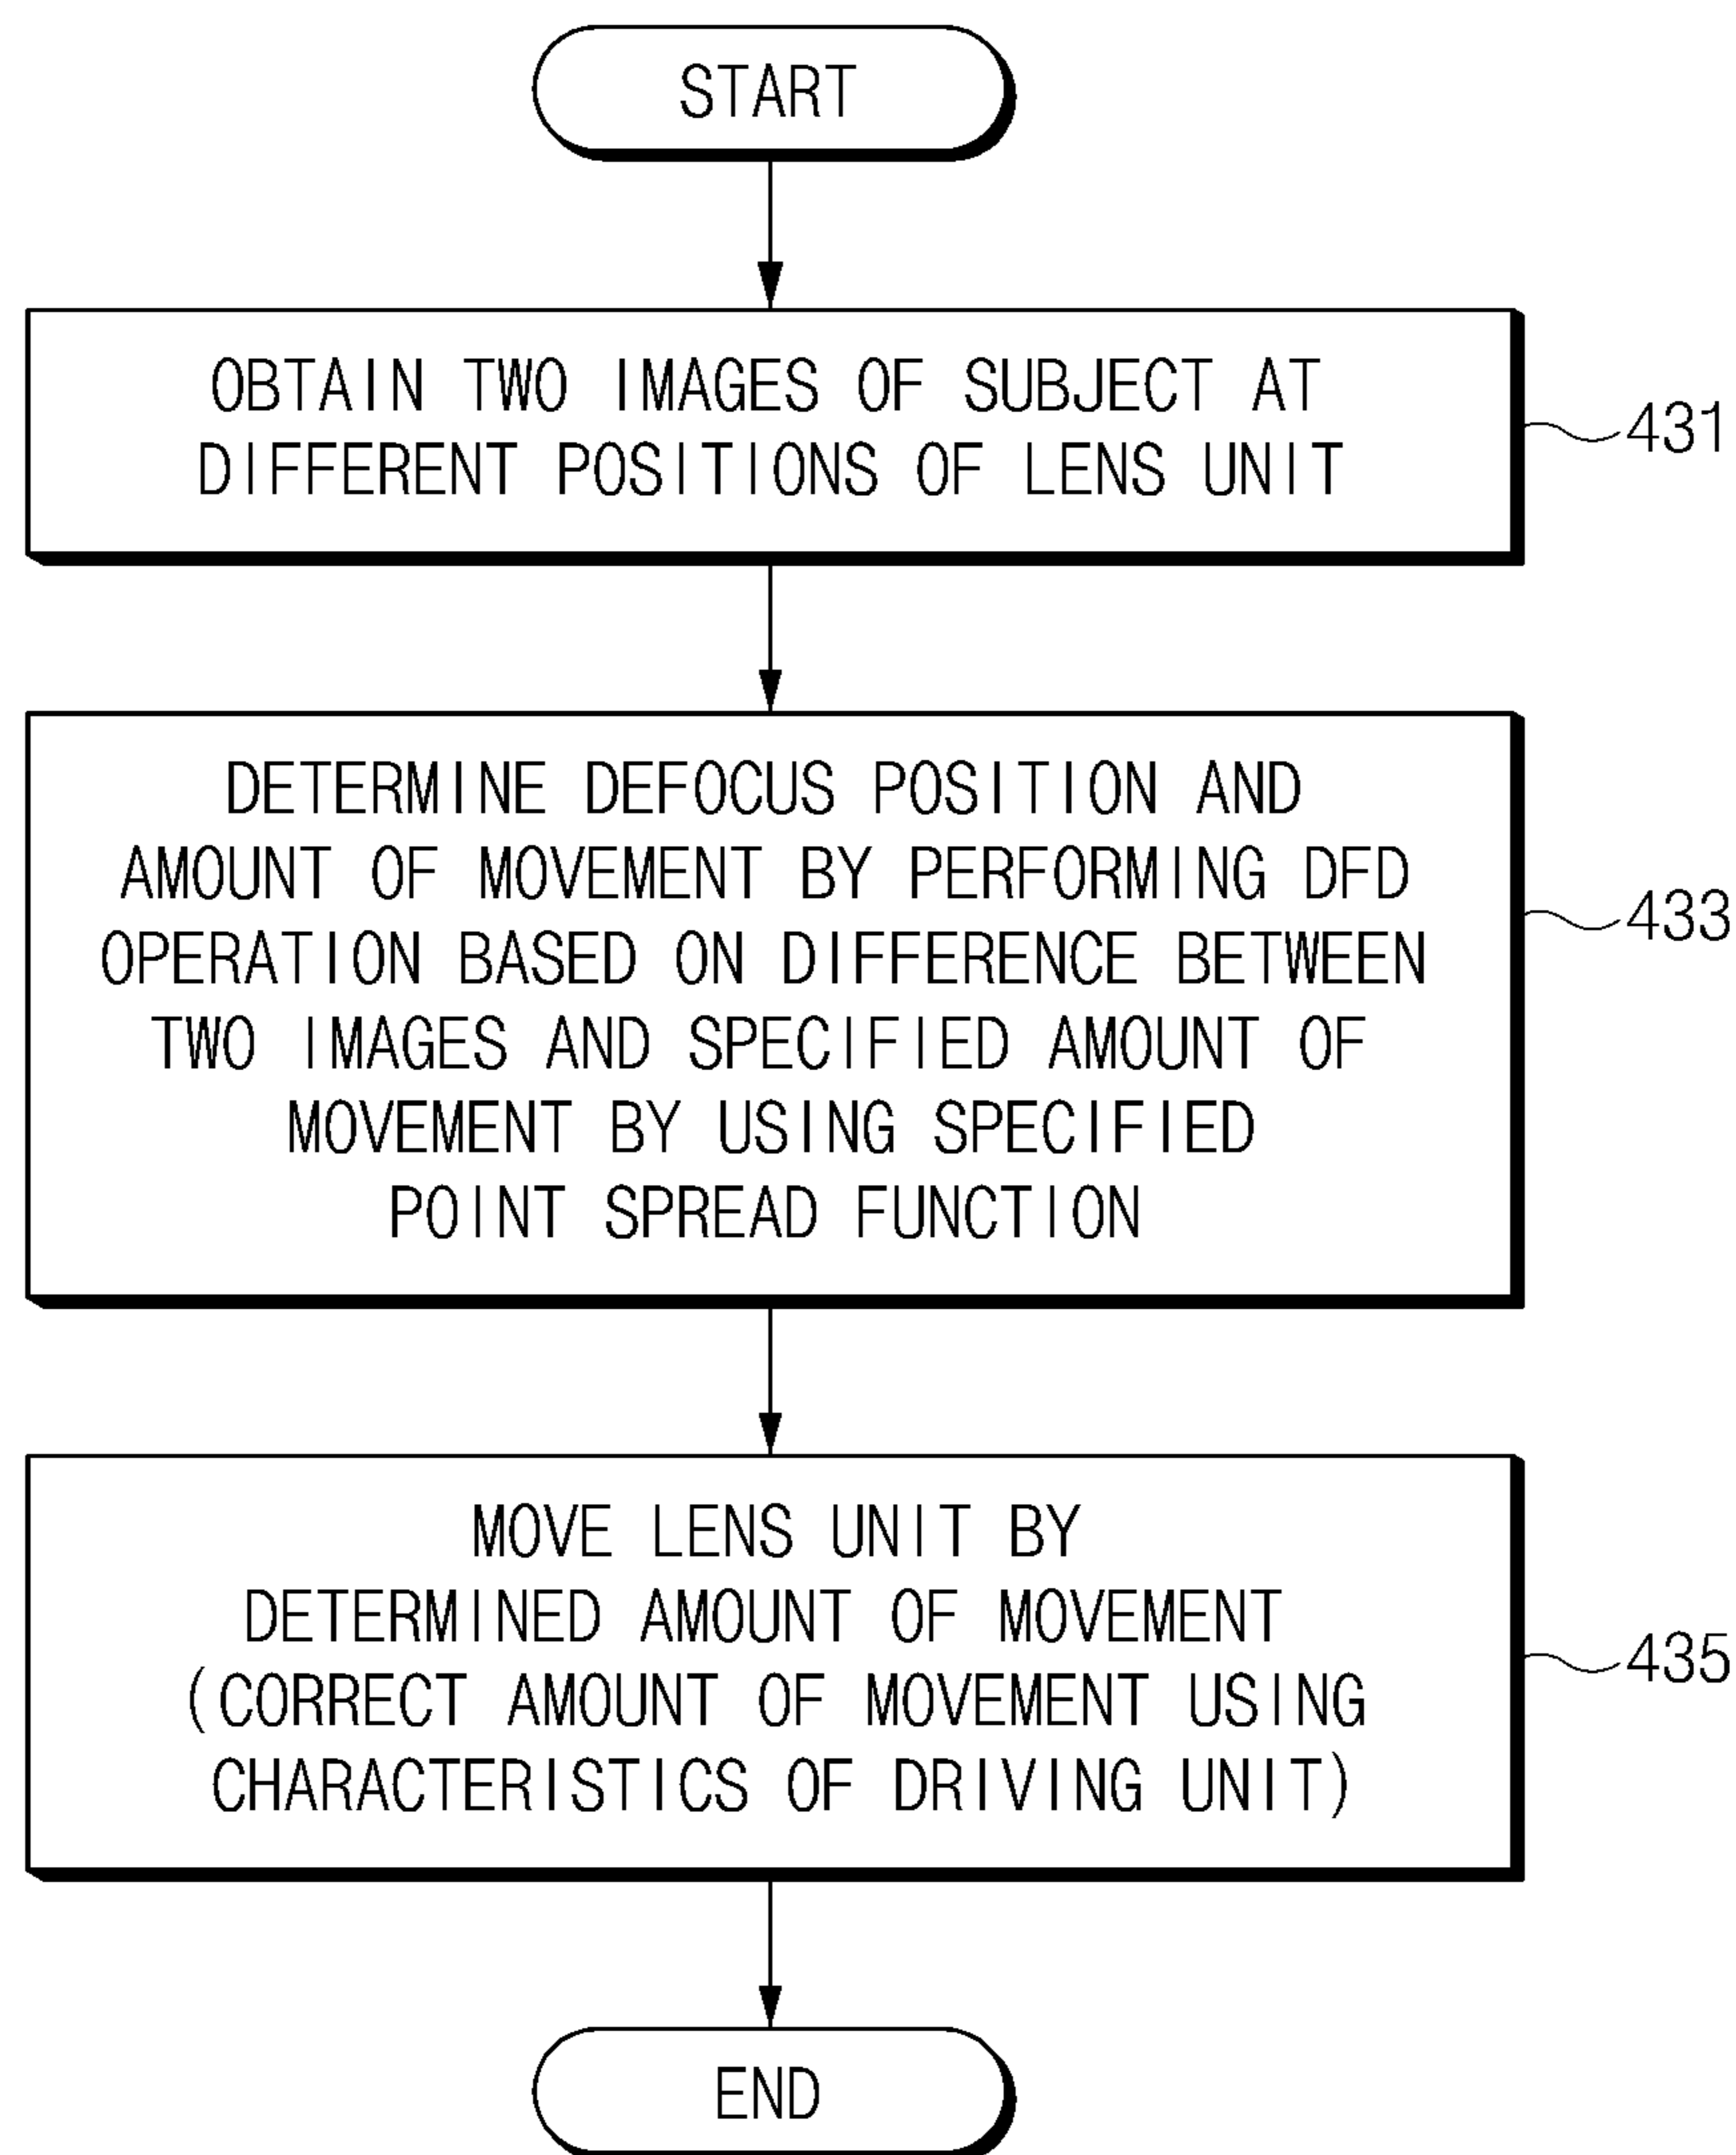 START
OBTAIN TWO IMAGES OF SUBJECT AT
DIFFERENT POSITIONS OF LENS UNIT
431
DETERMINE DEFOCUS POSITION AND
AMOUNT OF MOVEMENT BY PERFORMING DFD
OPERATION BASED ON DIFFERENCE BETWEEN
TWO IMAGES AND SPECIFIED AMOUNT OF
MOVEMENT BY USING SPECIFIED
POINT SPREAD FUNCTION
433
MOVE LENS UNIT BY
DETERMINED AMOUNT OF MOVEMENT
(CORRECT AMOUNT OF MOVEMENT USING
CHARACTERISTICS OF DRIVING UNIT)
435
END